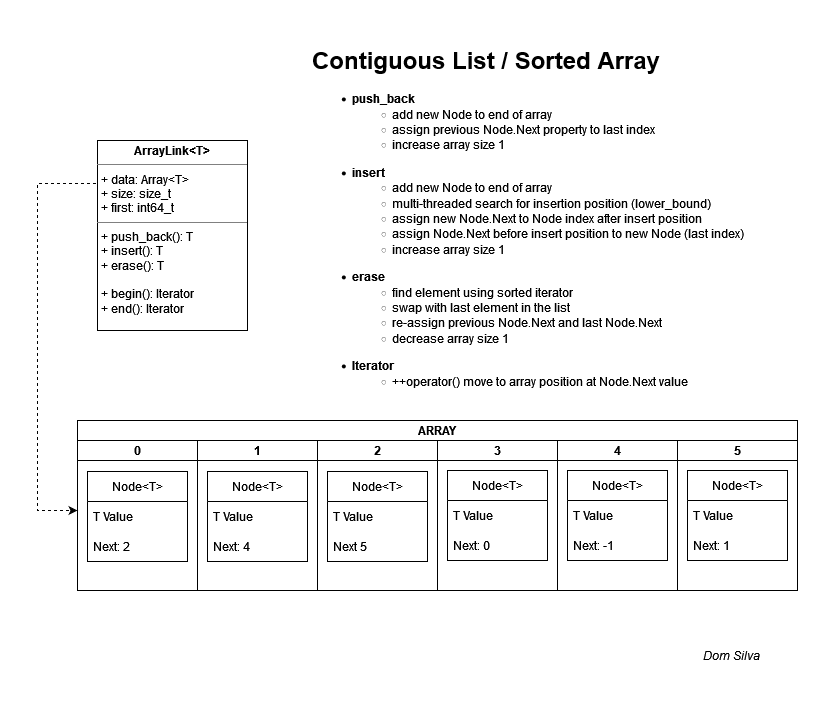 Contiguous List / Sorted Array
• push_back
○ add new Node to end of array
○ assign previous Node.Next property to last index
○ increase array size 1
• insert
○ add new Node to end of array
○ multi-threaded search for insertion position (lower_bound)
○ assign new Node.Next to Node index after insert position
○ assign Node.Next before insert position to new Node (last index)
○ increase array size 1
• erase
○ find element using sorted iterator
○ swap with last element in the list
○ re-assign previous Node.Next and last Node.Next
○ decrease array size 1
• Iterator
○ ++operator() move to array position at Node.Next value
ArrayLink<T>
+ data: Array<T>
+ size: size_t
+ first: int64_t
+ push_back(): T
+ insert(): T
+ erase(): T
+ begin(): Iterator
+ end(): Iterator
ARRAY
0 1 2 3 4 5
Node<T> Node<T> Node<T> Node<T> Node<T> Node<T>
T Value T Value T Value T Value T Value T Value
Next: 2 Next: 4 Next 5 Next: 0 Next: -1 Next: 1
Dom Silva